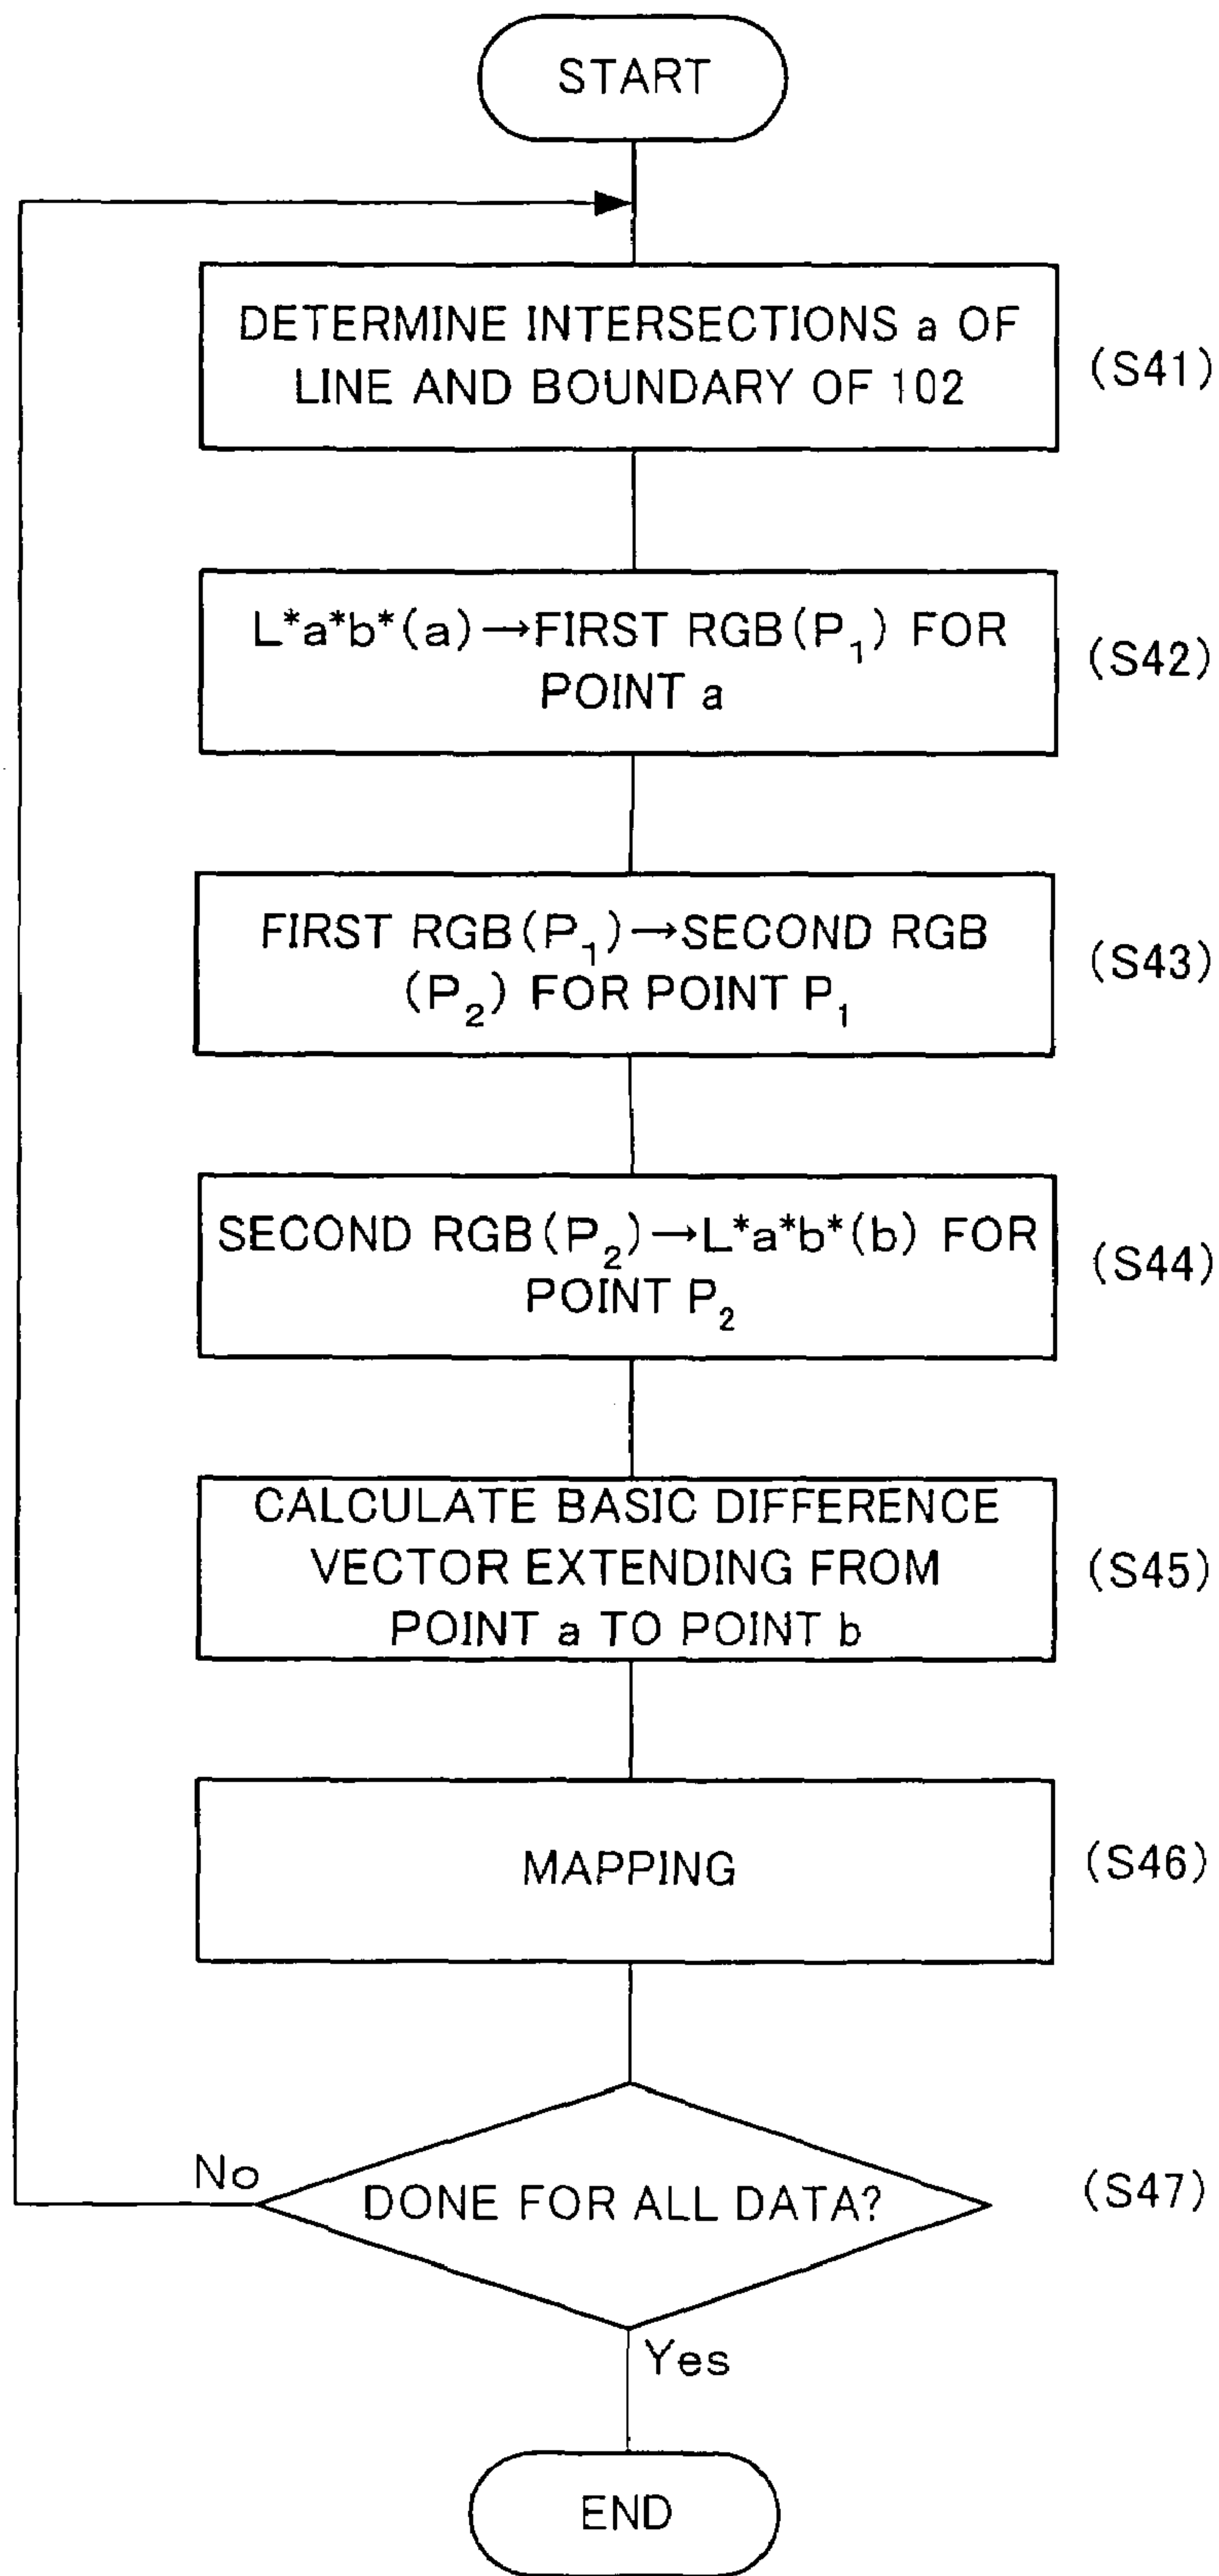 START
DETERMINE INTERSECTIONS a OF
LINE AND BOUNDARY OF 102
(S41)
L*a*b*(a)→FIRST RGB(P₁) FOR
POINT a
(S42)
FIRST RGB(P₁)→SECOND RGB
(P₂) FOR POINT P₁
(S43)
SECOND RGB(P₂)→L*a*b*(b) FOR
POINT P₂
(S44)
CALCULATE BASIC DIFFERENCE
VECTOR EXTENDING FROM
POINT a TO POINT b
(S45)
MAPPING
(S46)
No
DONE FOR ALL DATA?
(S47)
Yes
END